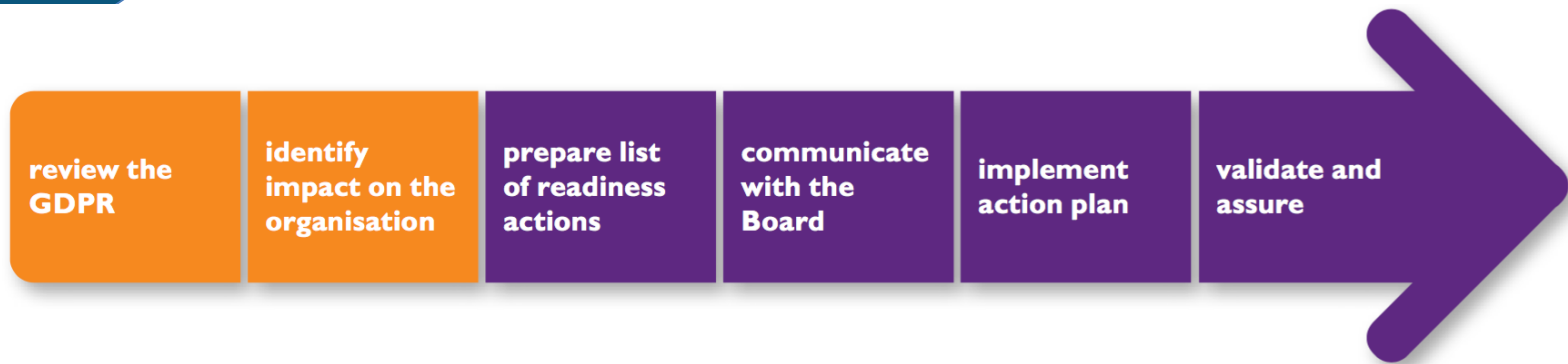 review the
GDPR
identify
impact on the
organisation
prepare list
of readiness
actions
communicate
with the
Board
implement
action plan
validate and
assure